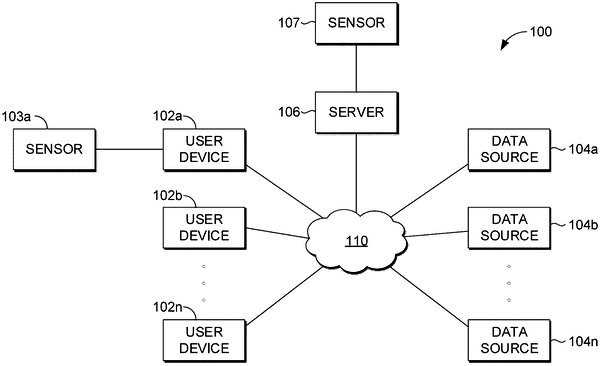 107
SENSOR
100
106
SERVER
103a
SENSOR
102a
USER
DEVICE
DATA
SOURCE
104a
102b
USER
DEVICE
110
DATA
SOURCE
104b
102n
USER
DEVICE
DATA
SOURCE
104n